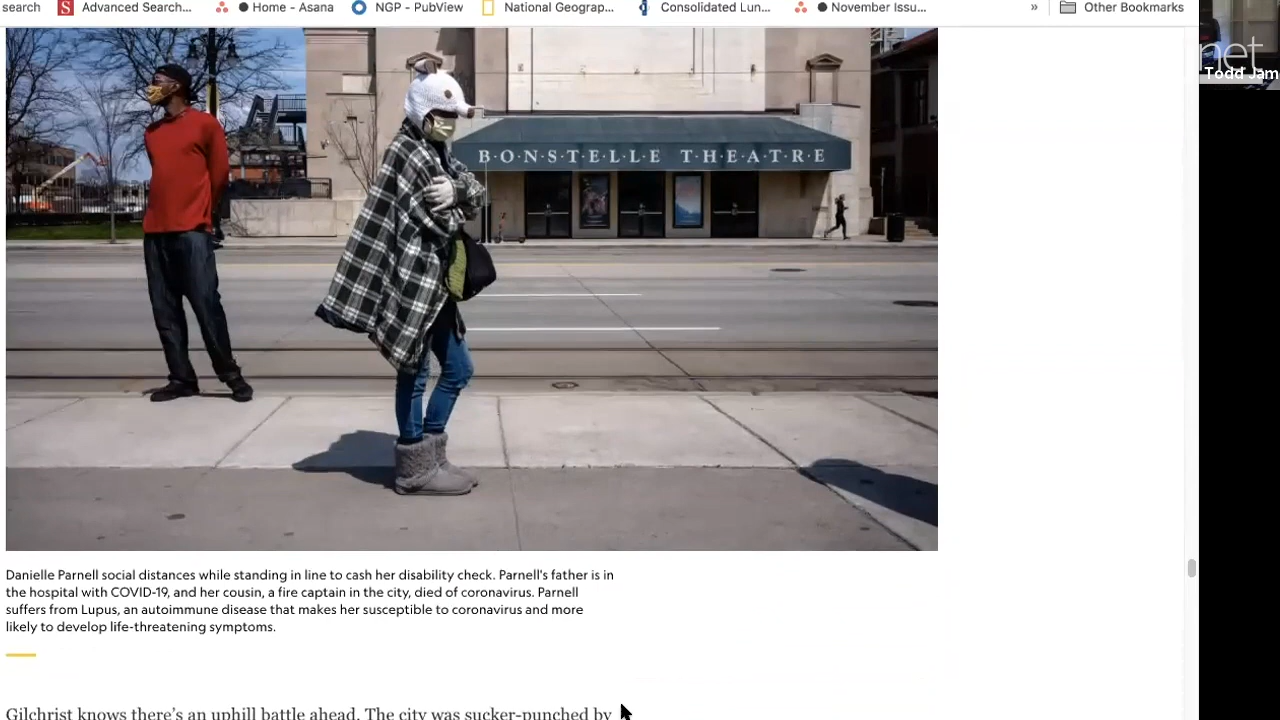 search Advanced Search... Home - Asana NGP - PubView National Geograp... Consolidated Lun... November Issu... » Other Bookmarks
net
Todd Jam
BONSTELLE THEATRE
Danielle Parnell social distances while standing in line to cash her disability check. Parnell's father is in
the hospital with COVID-19, and her cousin, a fire captain in the city, died of coronavirus. Parnell
suffers from Lupus, an autoimmune disease that makes her susceptible to coronavirus and more
likely to develop life-threatening symptoms.
Gilchrist knows there's an uphill battle ahead. The city was sucker-punched by